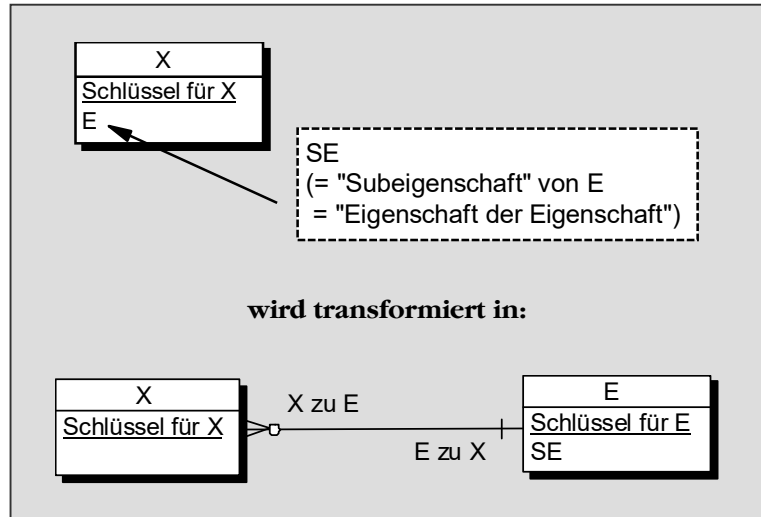 X
Schlüssel für X
E
SE
(= "Subeigenschaft" von E
= "Eigenschaft der Eigenschaft")
wird transformiert in:
X
Schlüssel für X
X zu E
E zu X
E
Schlüssel für E
SE